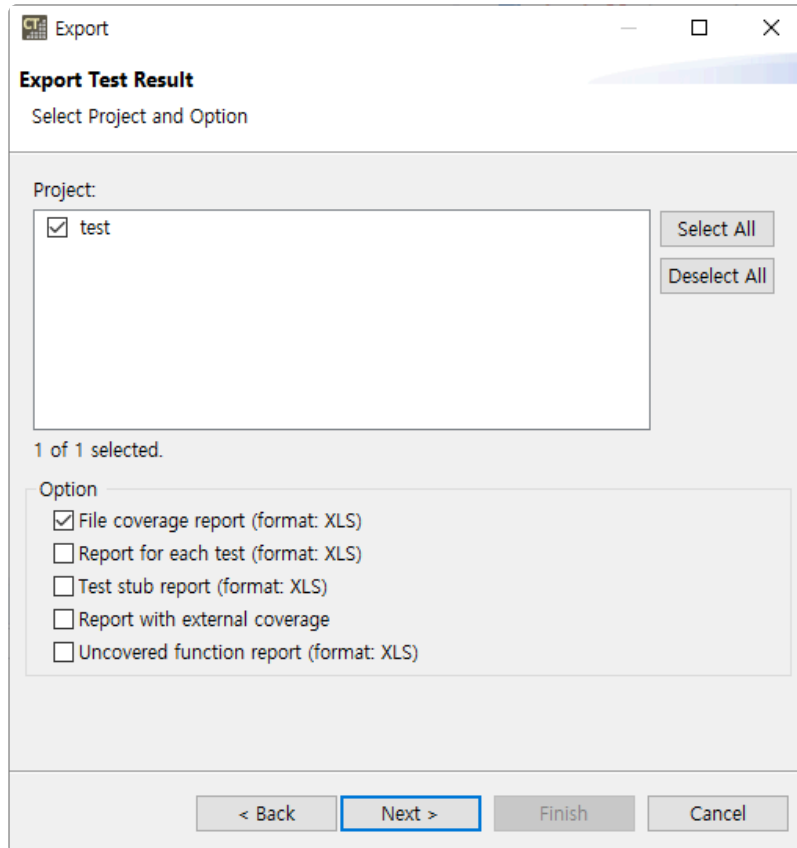 CT
Export
Export Test Result
Select Project and Option
Project:
test
Select All
Deselect All
1 of 1 selected.
Option
File coverage report (format: XLS)
Report for each test (format: XLS)
Test stub report (format: XLS)
Report with external coverage
Uncovered function report (format: XLS)
< Back
Next >
Finish
Cancel